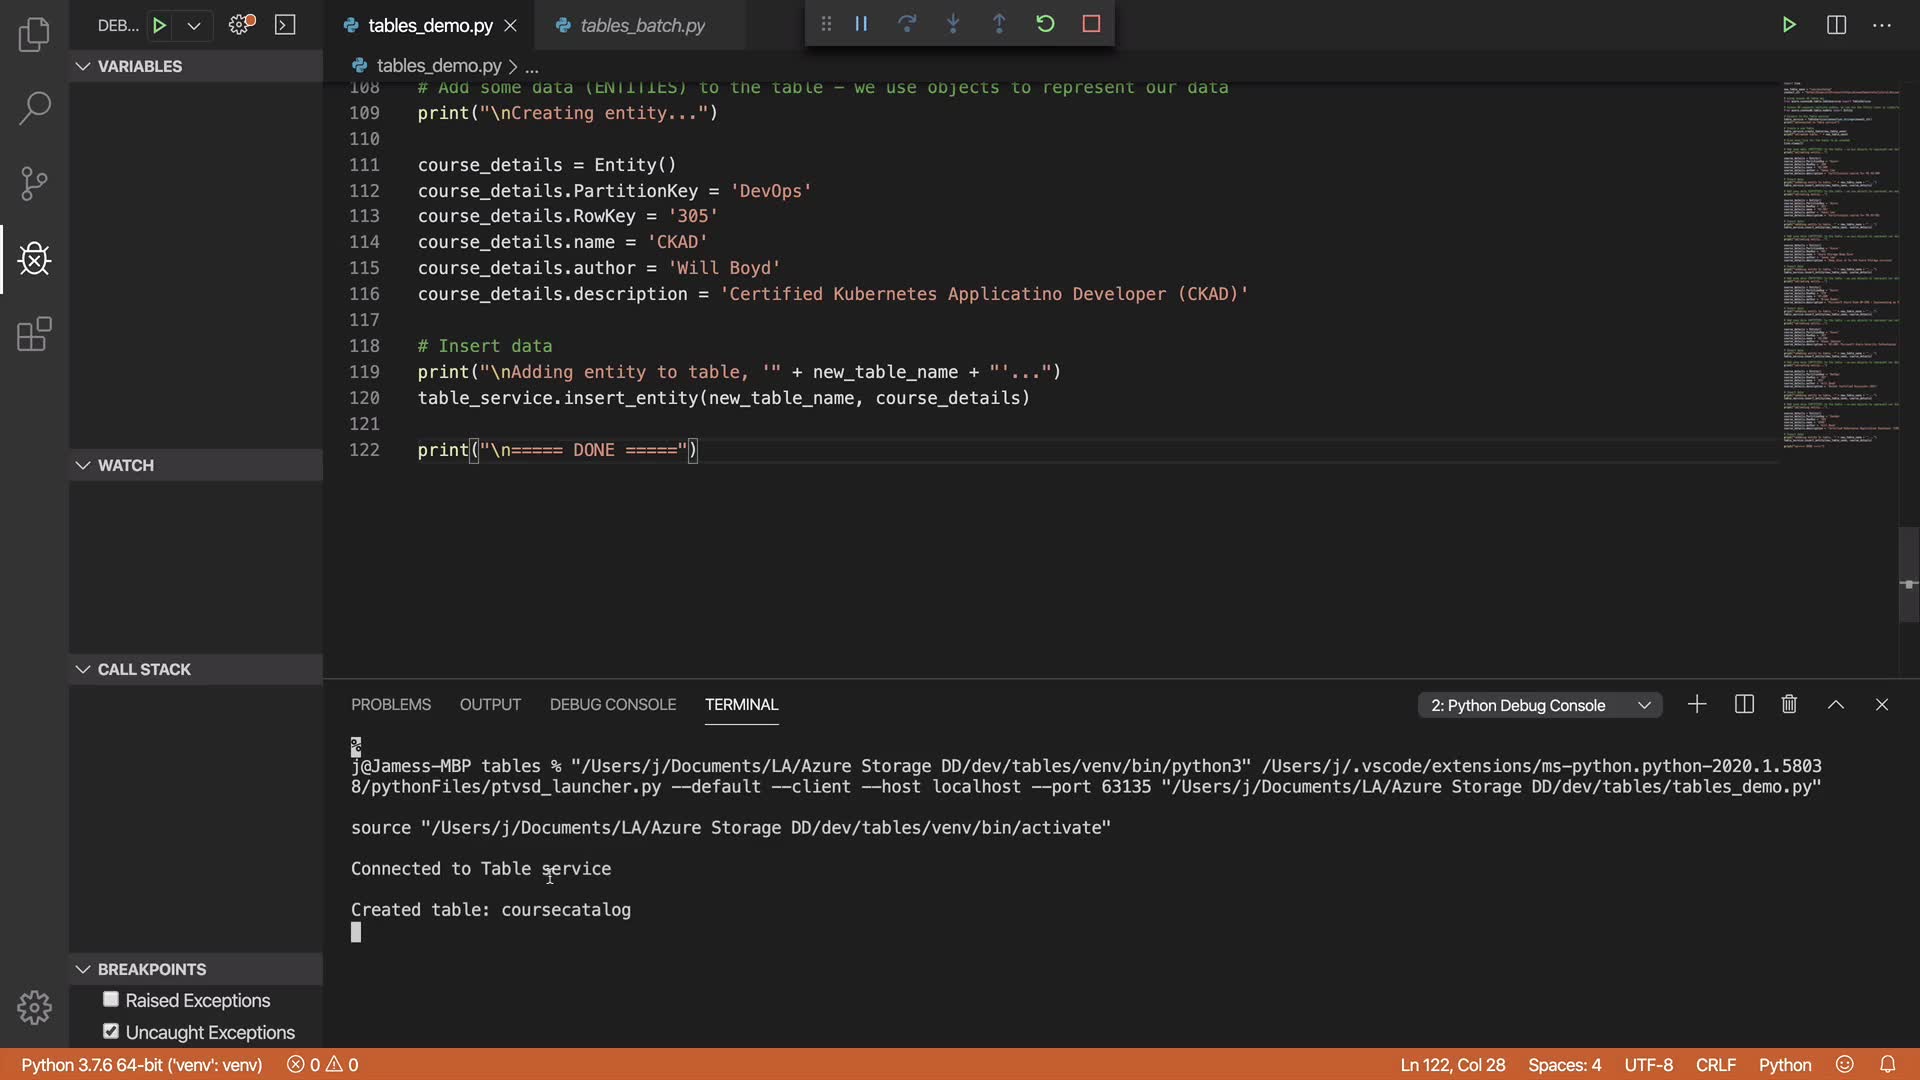 DEB...
tables_demo.py
tables_batch.py
VARIABLES
tables_demo.py > ...
108 # Add some data (ENTITIES) to the table - we use objects to represent our data
109 print("\nCreating entity...")
110
111 course_details = Entity()
112 course_details.PartitionKey = 'DevOps'
113 course_details.RowKey = '305'
114 course_details.name = 'CKAD'
115 course_details.author = 'Will Boyd'
116 course_details.description = 'Certified Kubernetes Applicatino Developer (CKAD)'
117
118 # Insert data
119 print("\nAdding entity to table, '" + new_table_name + "'...")
120 table_service.insert_entity(new_table_name, course_details)
121
122 print("\n===== DONE =====")
WATCH
CALL STACK
BREAKPOINTS
Raised Exceptions
Uncaught Exceptions
PROBLEMS OUTPUT DEBUG CONSOLE TERMINAL
2: Python Debug Console
%
j@Jamess-MBP tables % "/Users/j/Documents/LA/Azure Storage DD/dev/tables/venv/bin/python3" /Users/j/.vscode/extensions/ms-python.python-2020.1.5803
8/pythonFiles/ptvsd_launcher.py --default --client --host localhost --port 63135 "/Users/j/Documents/LA/Azure Storage DD/dev/tables/tables_demo.py"
source "/Users/j/Documents/LA/Azure Storage DD/dev/tables/venv/bin/activate"
Connected to Table service
Created table: coursecatalog
Python 3.7.6 64-bit ('venv': venv) 0 0
Ln 122, Col 28 Spaces: 4 UTF-8 CRLF Python